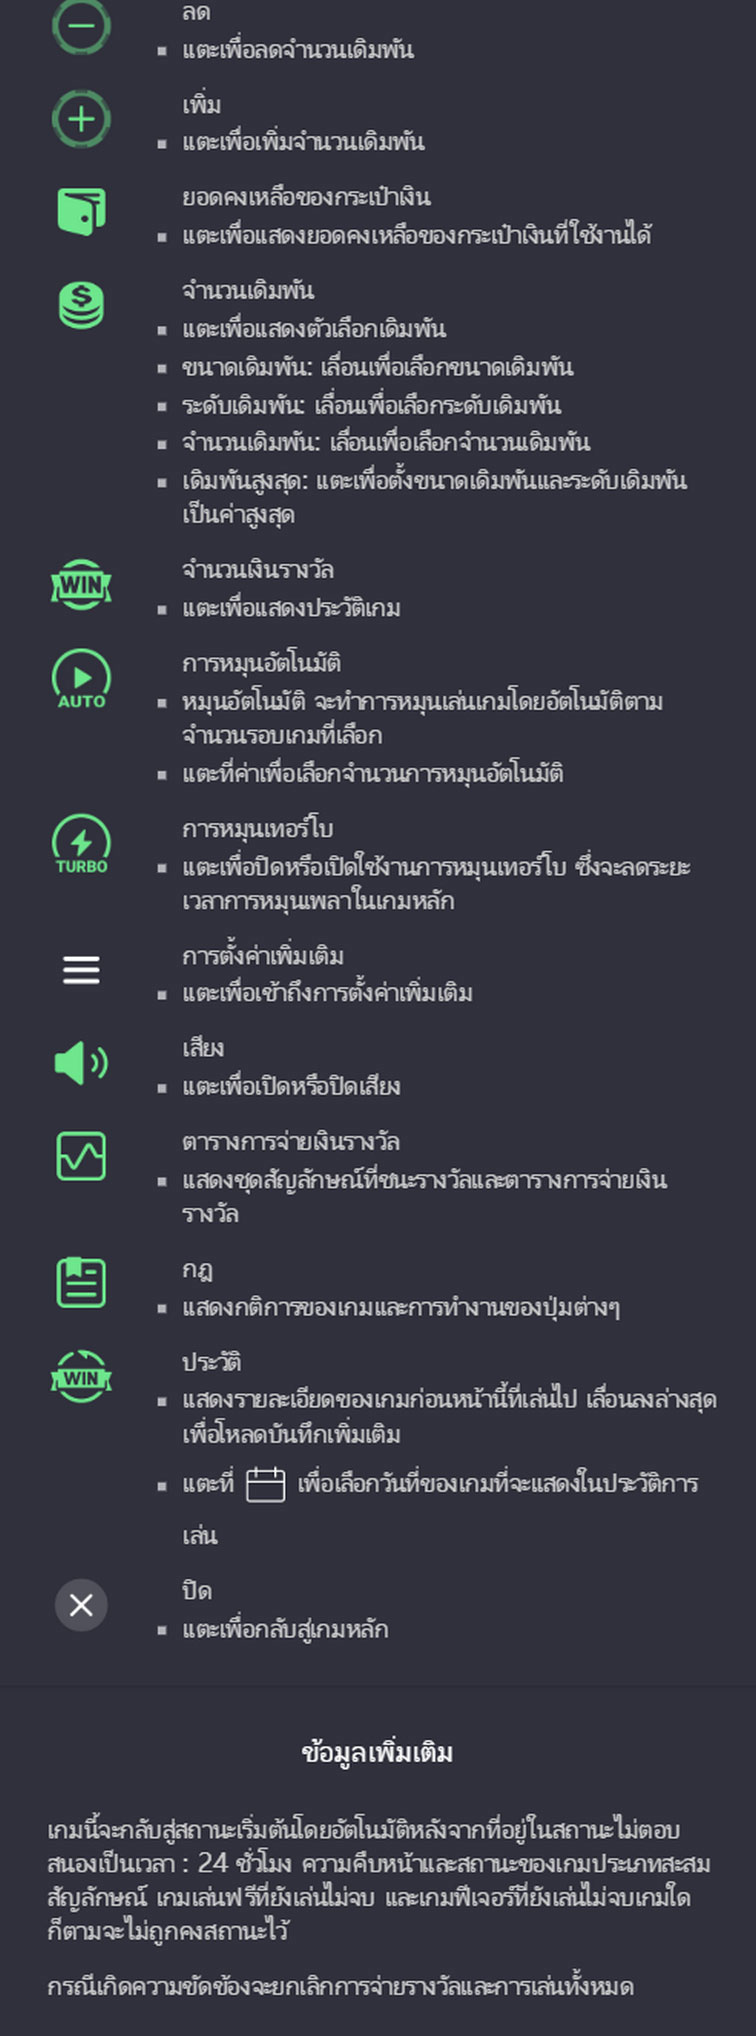 ลด
แตะเพื่อลดจำนวนเดิมพัน
เพิ่ม
แตะเพื่อเพิ่มจำนวนเดิมพัน
ยอดคงเหลือของกระเป๋าเงิน
แตะเพื่อแสดงยอดคงเหลือของกระเป๋าเงินที่ใช้งานได้
จำนวนเดิมพัน
แตะเพื่อแสดงตัวเลือกเดิมพัน
ขนาดเดิมพัน: เลื่อนเพื่อเลือกขนาดเดิมพัน
ระดับเดิมพัน: เลื่อนเพื่อเลือกระดับเดิมพัน
จำนวนเดิมพัน: เลื่อนเพื่อเลือกจำนวนเดิมพัน
เดิมพันสูงสุด: แตะเพื่อตั้งขนาดเดิมพันและระดับเดิมพัน
เป็นค่าสูงสุด
WIN
จำนวนเงินรางวัล
แตะเพื่อแสดงประวัติเกม
AUTO
การหมุนอัตโนมัติ
หมุนอัตโนมัติ จะทำการหมุนเล่นเกมโดยอัตโนมัติตาม
จำนวนรอบเกมที่เลือก
แตะที่ค่าเพื่อเลือกจำนวนการหมุนอัตโนมัติ
TURBO
การหมุนเทอร์โบ
แตะเพื่อปิดหรือเปิดใช้งานการหมุนเทอร์โบ ซึ่งจะลดระยะ
เวลาการหมุนเพลาในเกมหลัก
การตั้งค่าเพิ่มเติม
แตะเพื่อเข้าถึงการตั้งค่าเพิ่มเติม
เสียง
แตะเพื่อเปิดหรือปิดเสียง
ตารางการจ่ายเงินรางวัล
แสดงชุดสัญลักษณ์ที่ชนะรางวัลและตารางการจ่ายเงิน
รางวัล
กฎ
แสดงกติการของเกมและการทำงานของปุ่มต่างๆ
WIN
ประวัติ
แสดงรายละเอียดของเกมก่อนหน้านี้ที่เล่นไป เลื่อนลงล่างสุด
เพื่อโหลดบันทึกเพิ่มเติม
แตะที่ เพื่อเลือกวันที่ของเกมที่จะแสดงในประวัติการ
เล่น
ปิด
แตะเพื่อกลับสู่เกมหลัก
ข้อมูลเพิ่มเติม
เกมนี้จะกลับสู่สถานะเริ่มต้นโดยอัตโนมัติหลังจากที่อยู่ในสถานะไม่ตอบ
สนองเป็นเวลา : 24 ชั่วโมง ความคืบหน้าและสถานะของเกมประเภทสะสม
สัญลักษณ์ เกมเล่นฟรีที่ยังเล่นไม่จบ และเกมฟีเจอร์ที่ยังเล่นไม่จบเกมใด
ก็ตามจะไม่ถูกคงสถานะไว้
กรณีเกิดความขัดข้องจะยกเลิกการจ่ายรางวัลและการเล่นทั้งหมด